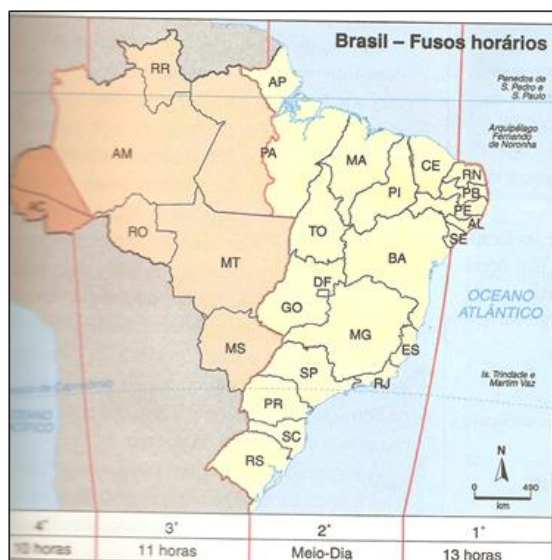 Brasil – Fusos horários
RR
AP
Penedos de
S. Pedro e
S. Paulo
Arquipélago
Fernando
de Noronha
AM
PA
MA
CE
RN
PB
PE
AL
SE
PI
AC
RO
TO
MT
BA
DF
GO
OCEANO
ATLÂNTICO
MG
MS
ES
SP
RJ
Is. Trindade e
Martim Vaz
PR
SC
RS
N
0 490
km
4˚ 3˚ 2˚ 1˚
10 horas 11 horas Meio-Dia 13 horas